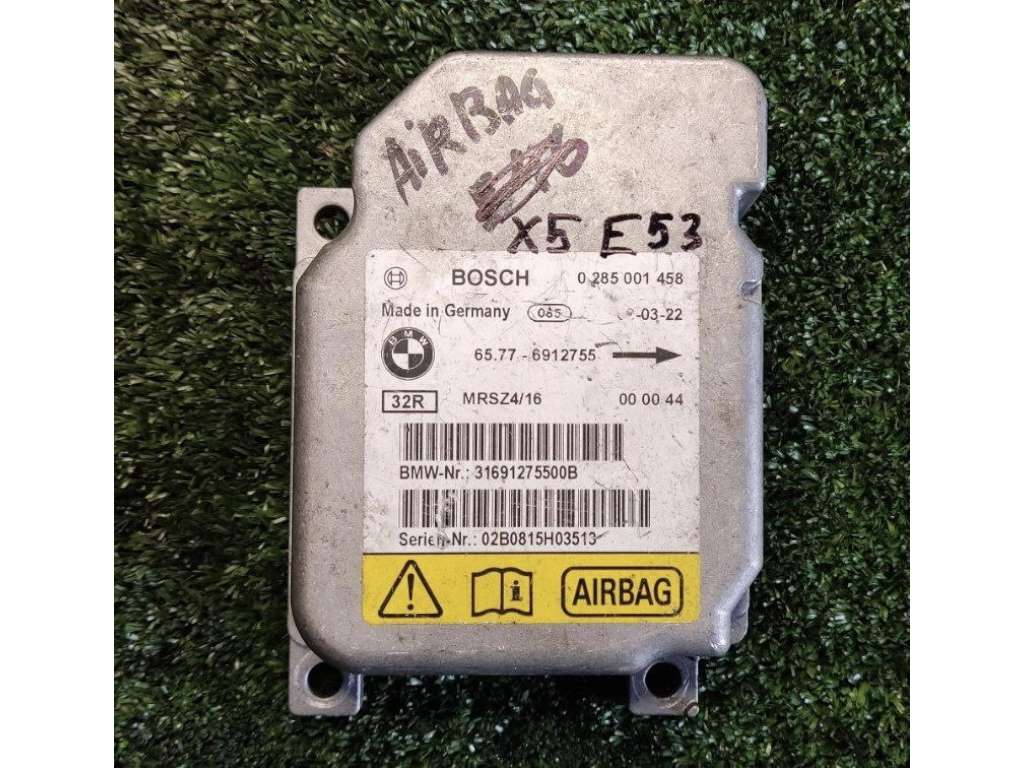 AiRBAG
X5 E53
BOSCH 0 285 001 458
Made in Germany 085 -03-22
BMW 65.77 - 6912755
32R MRSZ4/16 00 00 44
BMW-Nr.: 31691275500B
Serien-Nr.: 02B0815H03513
AIRBAG